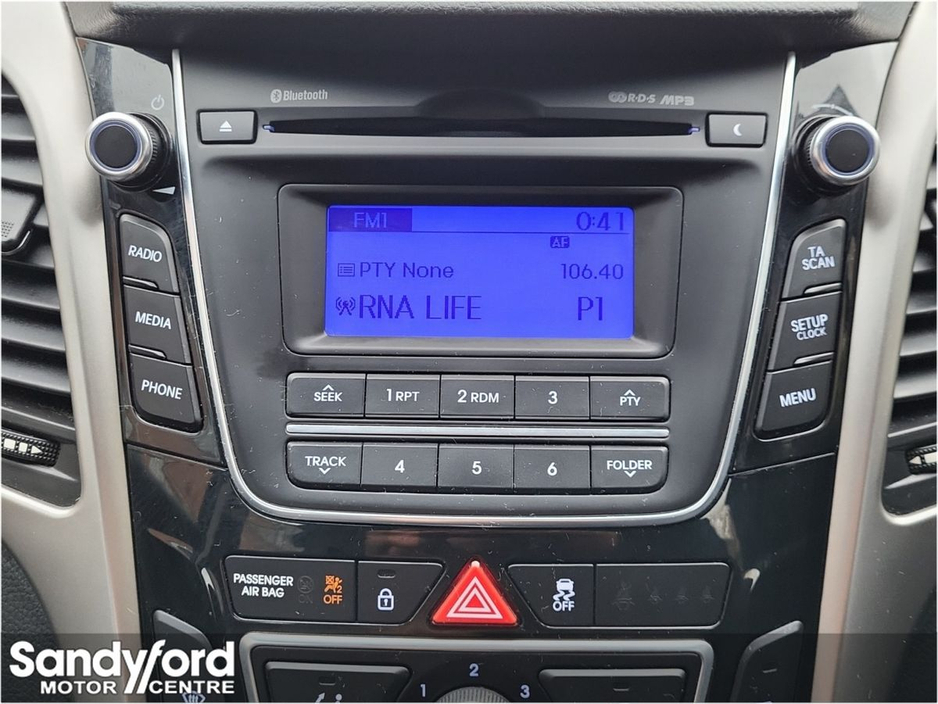 Bluetooth
R·D·S MP3
FM1 0:41
AF
PTY None 106.40
RNA LIFE P1
RADIO
MEDIA
PHONE
TA
SCAN
SETUP
CLOCK
MENU
SEEK 1 RPT 2 RDM 3 PTY
TRACK 4 5 6 FOLDER
PASSENGER
AIR BAG
2
OFF
OFF
1 2 3
Sandyford
MOTOR CENTRE